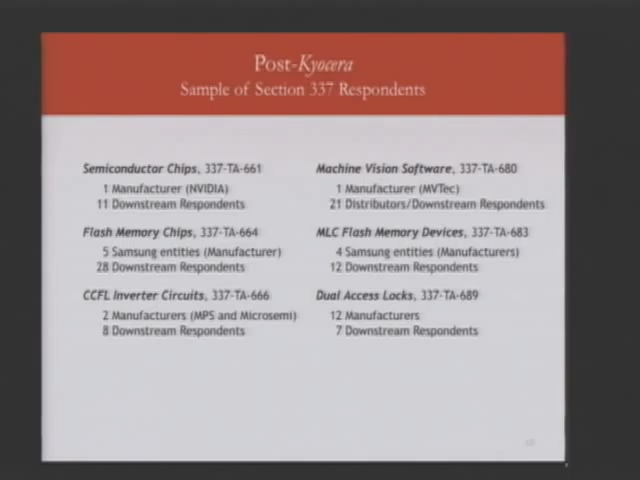 Post-Kyocera
Sample of Section 337 Respondents
Semiconductor Chips, 337-TA-661
1 Manufacturer (NVIDIA)
11 Downstream Respondents
Flash Memory Chips, 337-TA-664
5 Samsung entities (Manufacturer)
28 Downstream Respondents
CCFL Inverter Circuits, 337-TA-666
2 Manufacturers (MPS and Microsemi)
8 Downstream Respondents
Machine Vision Software, 337-TA-680
1 Manufacturer (MVTec)
21 Distributors/Downstream Respondents
MLC Flash Memory Devices, 337-TA-683
4 Samsung entities (Manufacturers)
12 Downstream Respondents
Dual Access Locks, 337-TA-689
12 Manufacturers
7 Downstream Respondents